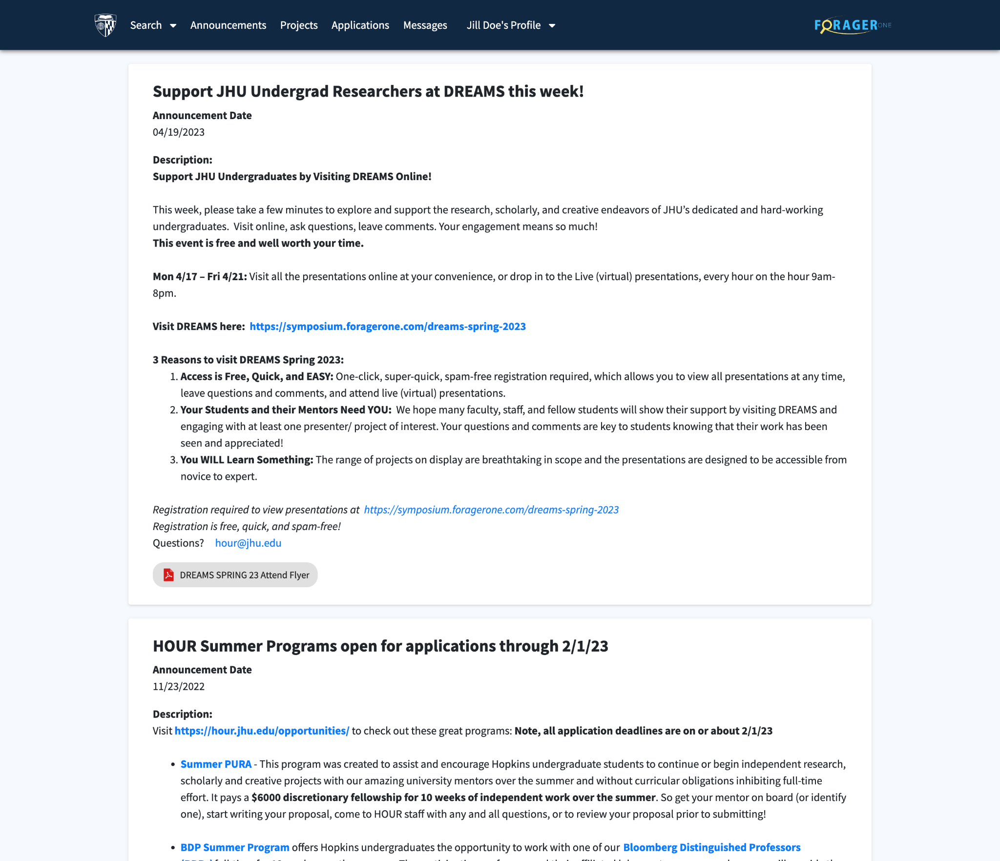 Search
Announcements
Projects
Applications
Messages
Jill Doe's Profile
FORAGERONE
Support JHU Undergrad Researchers at DREAMS this week!
Announcement Date
04/19/2023
Description:
Support JHU Undergraduates by Visiting DREAMS Online!
This week, please take a few minutes to explore and support the research, scholarly, and creative endeavors of JHU’s dedicated and hard-working
undergraduates.  Visit online, ask questions, leave comments. Your engagement means so much!
This event is free and well worth your time.
Mon 4/17 – Fri 4/21: Visit all the presentations online at your convenience, or drop in to the Live (virtual) presentations, every hour on the hour 9am-
8pm.
Visit DREAMS here:  https://symposium.foragerone.com/dreams-spring-2023
3 Reasons to visit DREAMS Spring 2023:
1. Access is Free, Quick, and EASY: One-click, super-quick, spam-free registration required, which allows you to view all presentations at any time,
leave questions and comments, and attend live (virtual) presentations.
2. Your Students and their Mentors Need YOU:  We hope many faculty, staff, and fellow students will show their support by visiting DREAMS and
engaging with at least one presenter/ project of interest. Your questions and comments are key to students knowing that their work has been
seen and appreciated!
3. You WILL Learn Something: The range of projects on display are breathtaking in scope and the presentations are designed to be accessible from
novice to expert.
Registration required to view presentations at  https://symposium.foragerone.com/dreams-spring-2023
Registration is free, quick, and spam-free!
Questions?    hour@jhu.edu
DREAMS SPRING 23 Attend Flyer
HOUR Summer Programs open for applications through 2/1/23
Announcement Date
11/23/2022
Description:
Visit https://hour.jhu.edu/opportunities/ to check out these great programs: Note, all application deadlines are on or about 2/1/23
• Summer PURA - This program was created to assist and encourage Hopkins undergraduate students to continue or begin independent research,
scholarly and creative projects with our amazing university mentors over the summer and without curricular obligations inhibiting full-time
effort. It pays a $6000 discretionary fellowship for 10 weeks of independent work over the summer. So get your mentor on board (or identify
one), start writing your proposal, come to HOUR staff with any and all questions, or to review your proposal prior to submitting!
• BDP Summer Program offers Hopkins undergraduates the opportunity to work with one of our Bloomberg Distinguished Professors